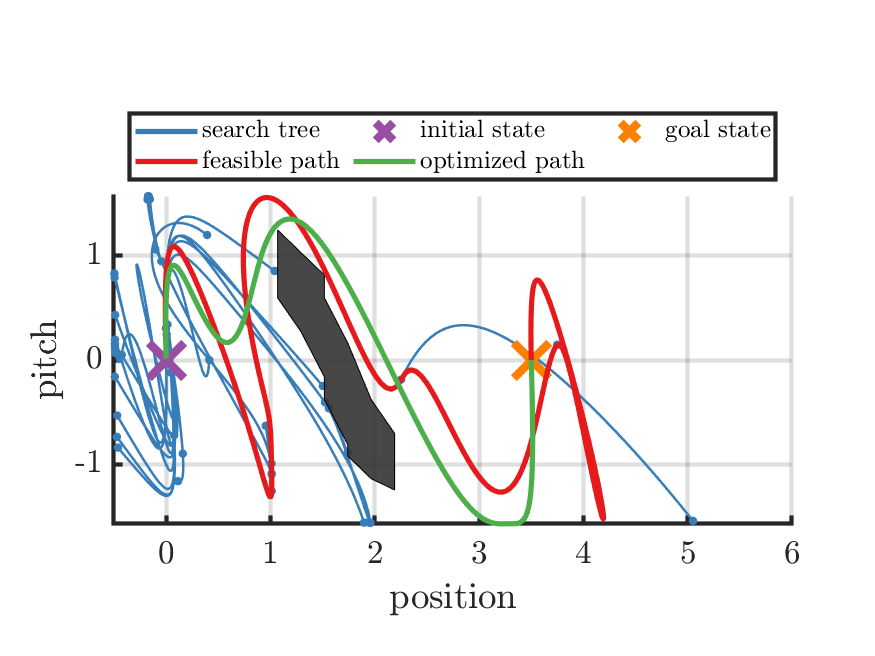 search tree initial state goal state
feasible path optimized path
1
0
-1
pitch
0 1 2 3 4 5 6
position